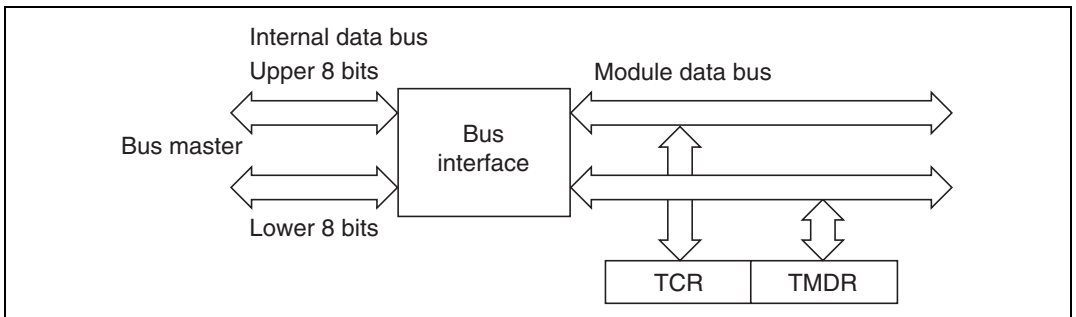 Internal data bus
Upper 8 bits
Module data bus
Bus master
Bus
interface
Lower 8 bits
TCR
TMDR